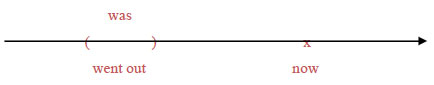 was
( ) x
went out now